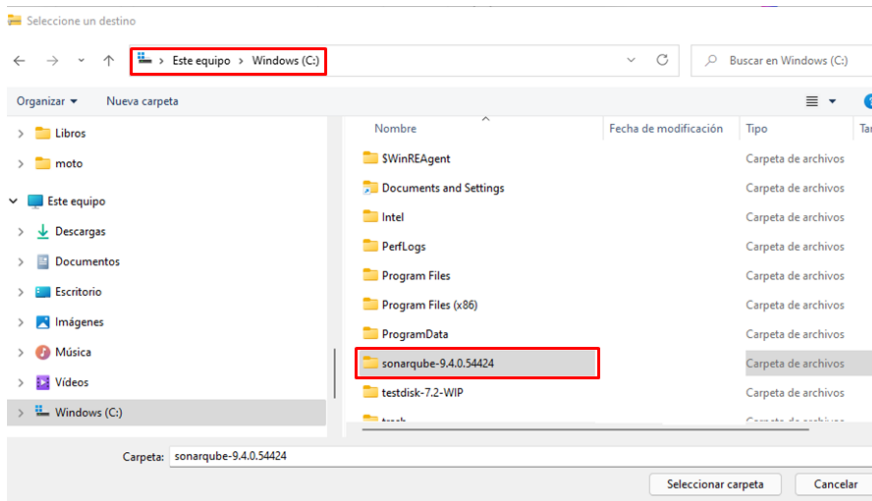 Seleccione un destino
Este equipo > Windows (C:)
Buscar en Windows (C:)
Organizar
Nueva carpeta
Libros
moto
Este equipo
Descargas
Documentos
Escritorio
Imágenes
Música
Vídeos
Windows (C:)
Nombre
Fecha de modificación
Tipo
$WinREAgent
Carpeta de archivos
Documents and Settings
Carpeta de archivos
Intel
Carpeta de archivos
PerfLogs
Carpeta de archivos
Program Files
Carpeta de archivos
Program Files (x86)
Carpeta de archivos
ProgramData
Carpeta de archivos
sonarqube-9.4.0.54424
Carpeta de archivos
testdisk-7.2-WIP
Carpeta de archivos
Carpeta: sonarqube-9.4.0.54424
Seleccionar carpeta
Cancelar